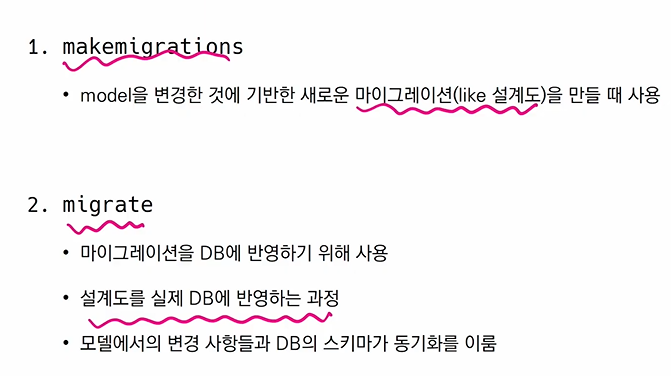 1. makemigrations
• model을 변경한 것에 기반한 새로운 마이그레이션(like 설계도)을 만들 때 사용
2. migrate
• 마이그레이션을 DB에 반영하기 위해 사용
• 설계도를 실제 DB에 반영하는 과정
• 모델에서의 변경 사항들과 DB의 스키마가 동기화를 이룸